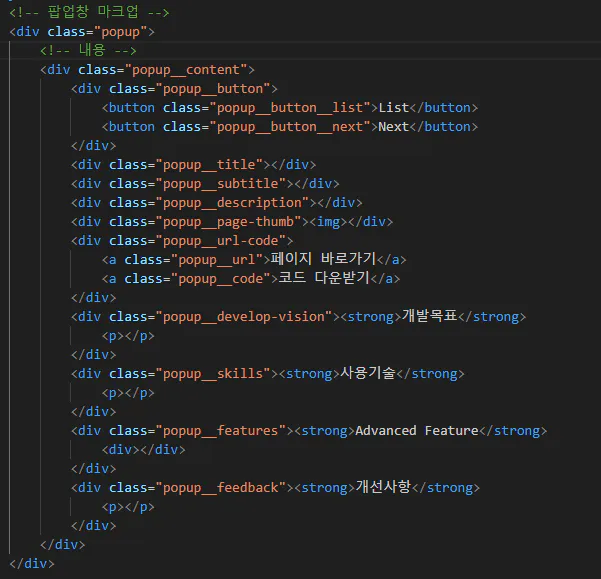 <!-- 팝업창 마크업 -->
<div class="popup">
    <!-- 내용 -->
    <div class="popup__content">
        <div class="popup__button">
            <button class="popup__button__list">List</button>
            <button class="popup__button__next">Next</button>
        </div>
        <div class="popup__title"></div>
        <div class="popup__subtitle"></div>
        <div class="popup__description"></div>
        <div class="popup__page-thumb"><img></div>
        <div class="popup__url-code">
            <a class="popup__url">페이지 바로가기</a>
            <a class="popup__code">코드 다운받기</a>
        </div>
        <div class="popup__develop-vision"><strong>개발목표</strong>
            <p></p>
        </div>
        <div class="popup__skills"><strong>사용기술</strong>
            <p></p>
        </div>
        <div class="popup__features"><strong>Advanced Feature</strong>
            <div></div>
        </div>
        <div class="popup__feedback"><strong>개선사항</strong>
            <p></p>
        </div>
    </div>
</div>